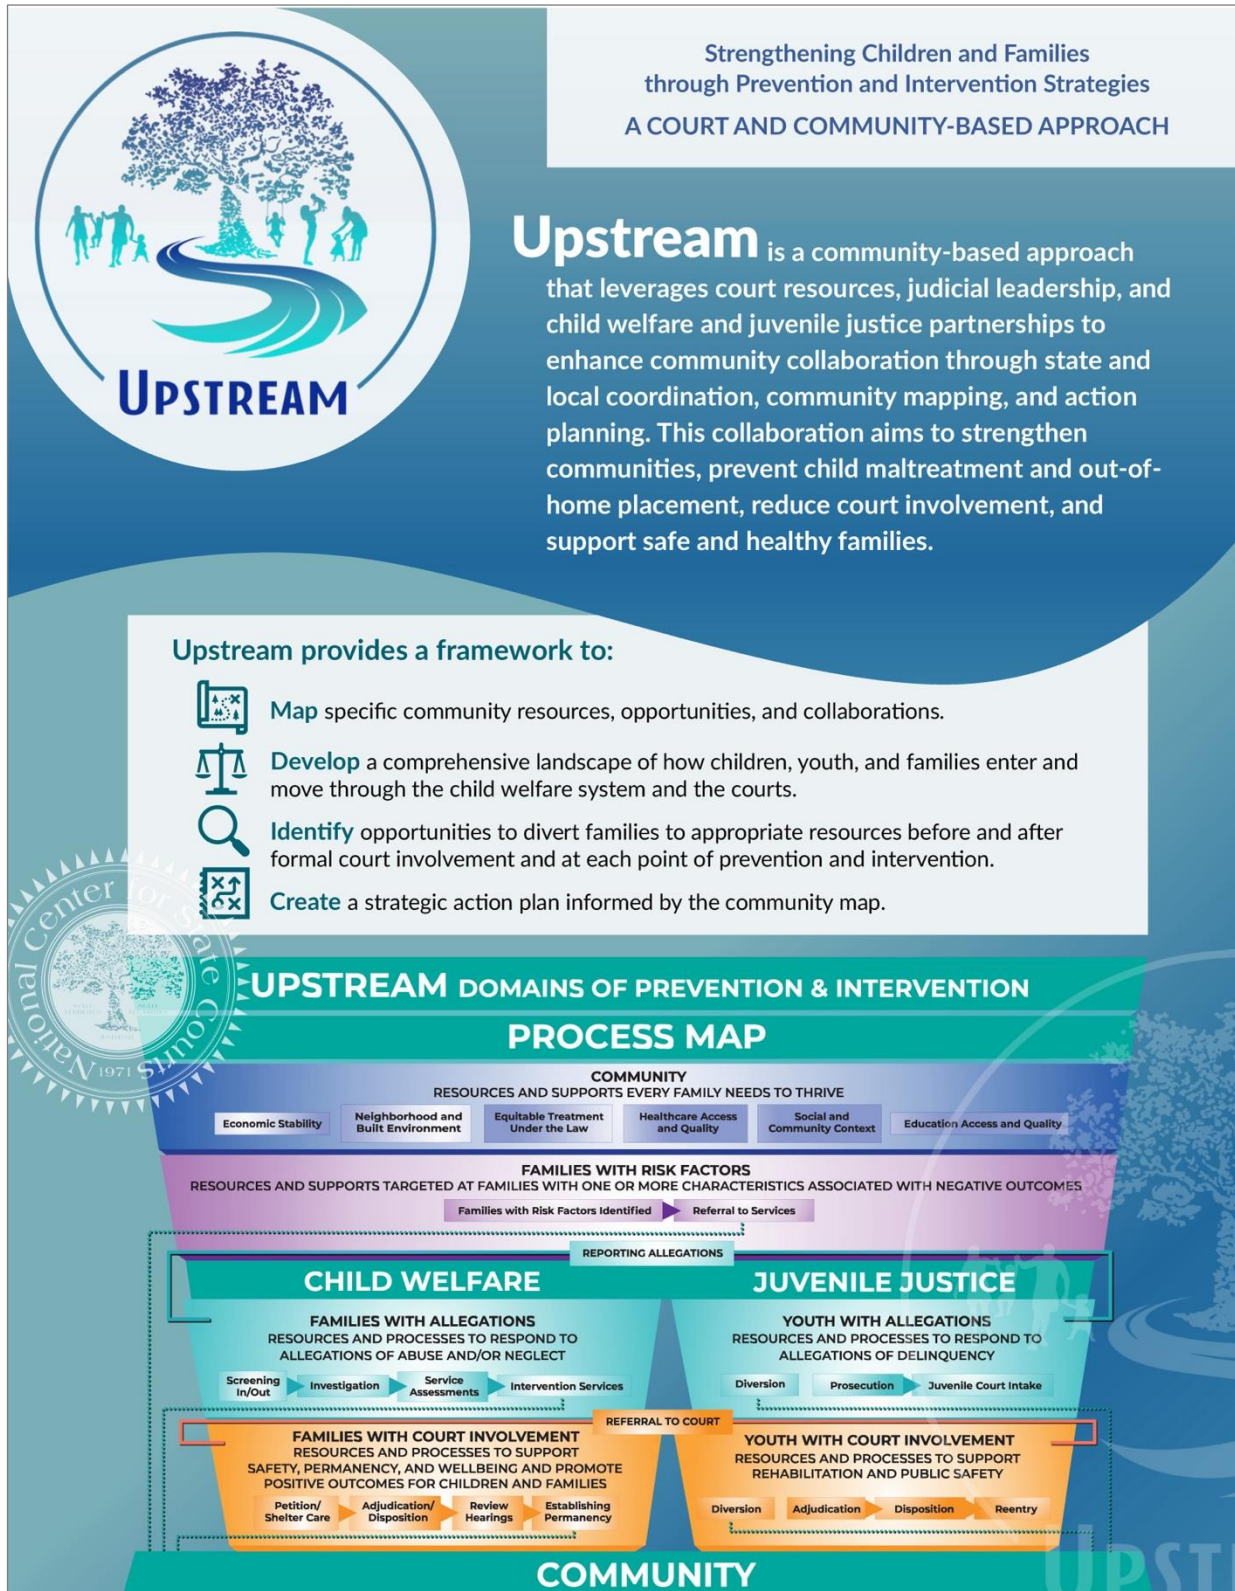 UPSTREAM
Strengthening Children and Families
through Prevention and Intervention Strategies
A COURT AND COMMUNITY-BASED APPROACH
Upstream is a community-based approach
that leverages court resources, judicial leadership, and
child welfare and juvenile justice partnerships to
enhance community collaboration through state and
local coordination, community mapping, and action
planning. This collaboration aims to strengthen
communities, prevent child maltreatment and out-of-
home placement, reduce court involvement, and
support safe and healthy families.
Upstream provides a framework to:
Map specific community resources, opportunities, and collaborations.
Develop a comprehensive landscape of how children, youth, and families enter and
move through the child welfare system and the courts.
Identify opportunities to divert families to appropriate resources before and after
formal court involvement and at each point of prevention and intervention.
Create a strategic action plan informed by the community map.
National Center for State Courts
1971
UPSTREAM DOMAINS OF PREVENTION & INTERVENTION
PROCESS MAP
COMMUNITY
RESOURCES AND SUPPORTS EVERY FAMILY NEEDS TO THRIVE
Economic Stability
Neighborhood and
Built Environment
Equitable Treatment
Under the Law
Healthcare Access
and Quality
Social and
Community Context
Education Access and Quality
FAMILIES WITH RISK FACTORS
RESOURCES AND SUPPORTS TARGETED AT FAMILIES WITH ONE OR MORE CHARACTERISTICS ASSOCIATED WITH NEGATIVE OUTCOMES
Families with Risk Factors Identified
Referral to Services
REPORTING ALLEGATIONS
CHILD WELFARE
FAMILIES WITH ALLEGATIONS
RESOURCES AND PROCESSES TO RESPOND TO
ALLEGATIONS OF ABUSE AND/OR NEGLECT
Screening
In/Out
Investigation
Service
Assessments
Intervention Services
JUVENILE JUSTICE
YOUTH WITH ALLEGATIONS
RESOURCES AND PROCESSES TO RESPOND TO
ALLEGATIONS OF DELINQUENCY
Diversion
Prosecution
Juvenile Court Intake
REFERRAL TO COURT
FAMILIES WITH COURT INVOLVEMENT
RESOURCES AND PROCESSES TO SUPPORT
SAFETY, PERMANENCY, AND WELLBEING AND PROMOTE
POSITIVE OUTCOMES FOR CHILDREN AND FAMILIES
Petition/
Shelter Care
Adjudication/
Disposition
Review
Hearings
Establishing
Permanency
YOUTH WITH COURT INVOLVEMENT
RESOURCES AND PROCESSES TO SUPPORT
REHABILITATION AND PUBLIC SAFETY
Diversion
Adjudication
Disposition
Reentry
COMMUNITY